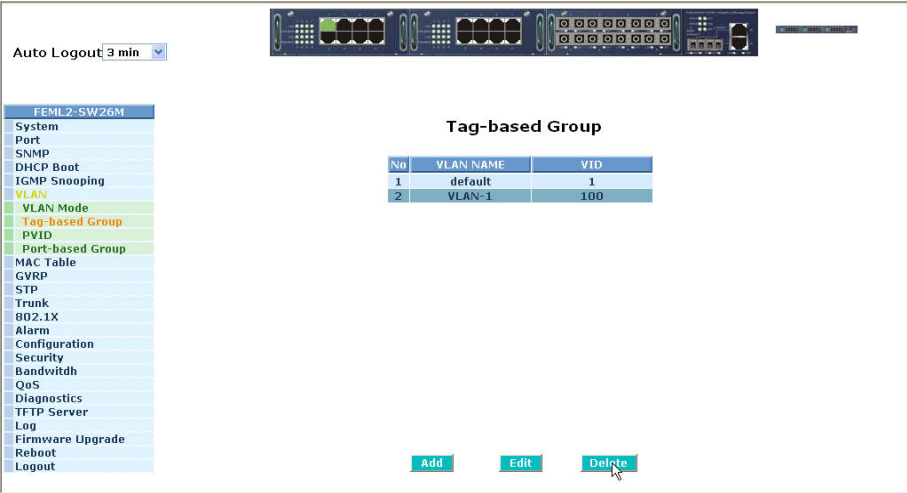 Auto Logout 3 min
FEML2-SW26M
System
Port
SNMP
DHCP Boot
IGMP Snooping
VLAN
VLAN Mode
Tag-based Group
PVID
Port-based Group
MAC Table
GVRP
STP
Trunk
802.1X
Alarm
Configuration
Security
Bandwitdh
QoS
Diagnostics
TFTP Server
Log
Firmware Upgrade
Reboot
Logout
Tag-based Group
No VLAN NAME VID
1 default 1
2 VLAN-1 100
Add Edit Delete